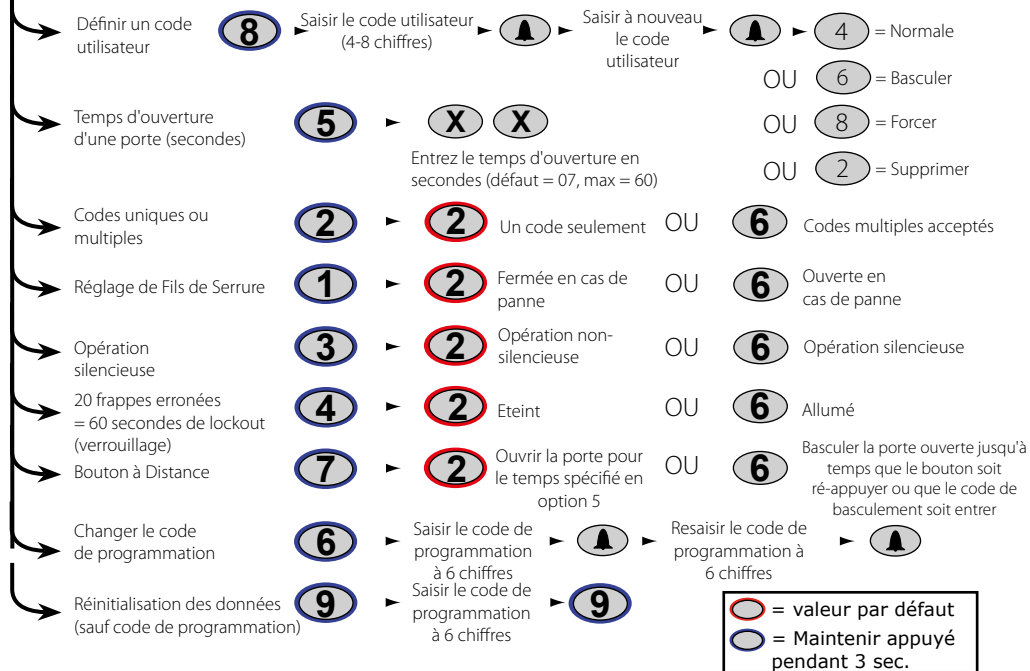 Définir un code
utilisateur
8
Saisir le code utilisateur
(4-8 chiffres)
Saisir à nouveau
le code
utilisateur
4 = Normale
OU 6 = Basculer
OU 8 = Forcer
OU 2 = Supprimer
Temps d'ouverture
d'une porte (secondes)
5
X X
Entrez le temps d'ouverture en
secondes (défaut = 07, max = 60)
Codes uniques ou
multiples
2
2 Un code seulement OU 6 Codes multiples acceptés
Réglage de Fils de Serrure
1
2 Fermée en cas de
panne
OU 6 Ouverte en
cas de panne
Opération
silencieuse
3
2 Opération non-
silencieuse
OU 6 Opération silencieuse
20 frappes erronées
= 60 secondes de lockout
(verrouillage)
4
2 Eteint OU 6 Allumé
Bouton à Distance
7
2 Ouvrir la porte pour
le temps spécifié en
option 5
OU 6 Basculer la porte ouverte jusqu'à
temps que le bouton soit
ré-appuyer ou que le code de
basculement soit entrer
Changer le code
de programmation
6
Saisir le code de
programmation
à 6 chiffres
Resaisir le code de
programmation à
6 chiffres
Réinitialisation des données
(sauf code de programmation)
9
Saisir le code de
programmation
à 6 chiffres
9
= valeur par défaut
= Maintenir appuyé
pendant 3 sec.